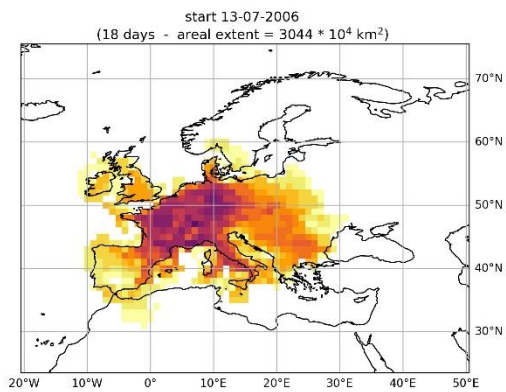 start 13-07-2006
(18 days - areal extent = 3044 * 10⁴ km²)
70°N
60°N
50°N
40°N
30°N
20°W 10°W 0° 10°E 20°E 30°E 40°E 50°E